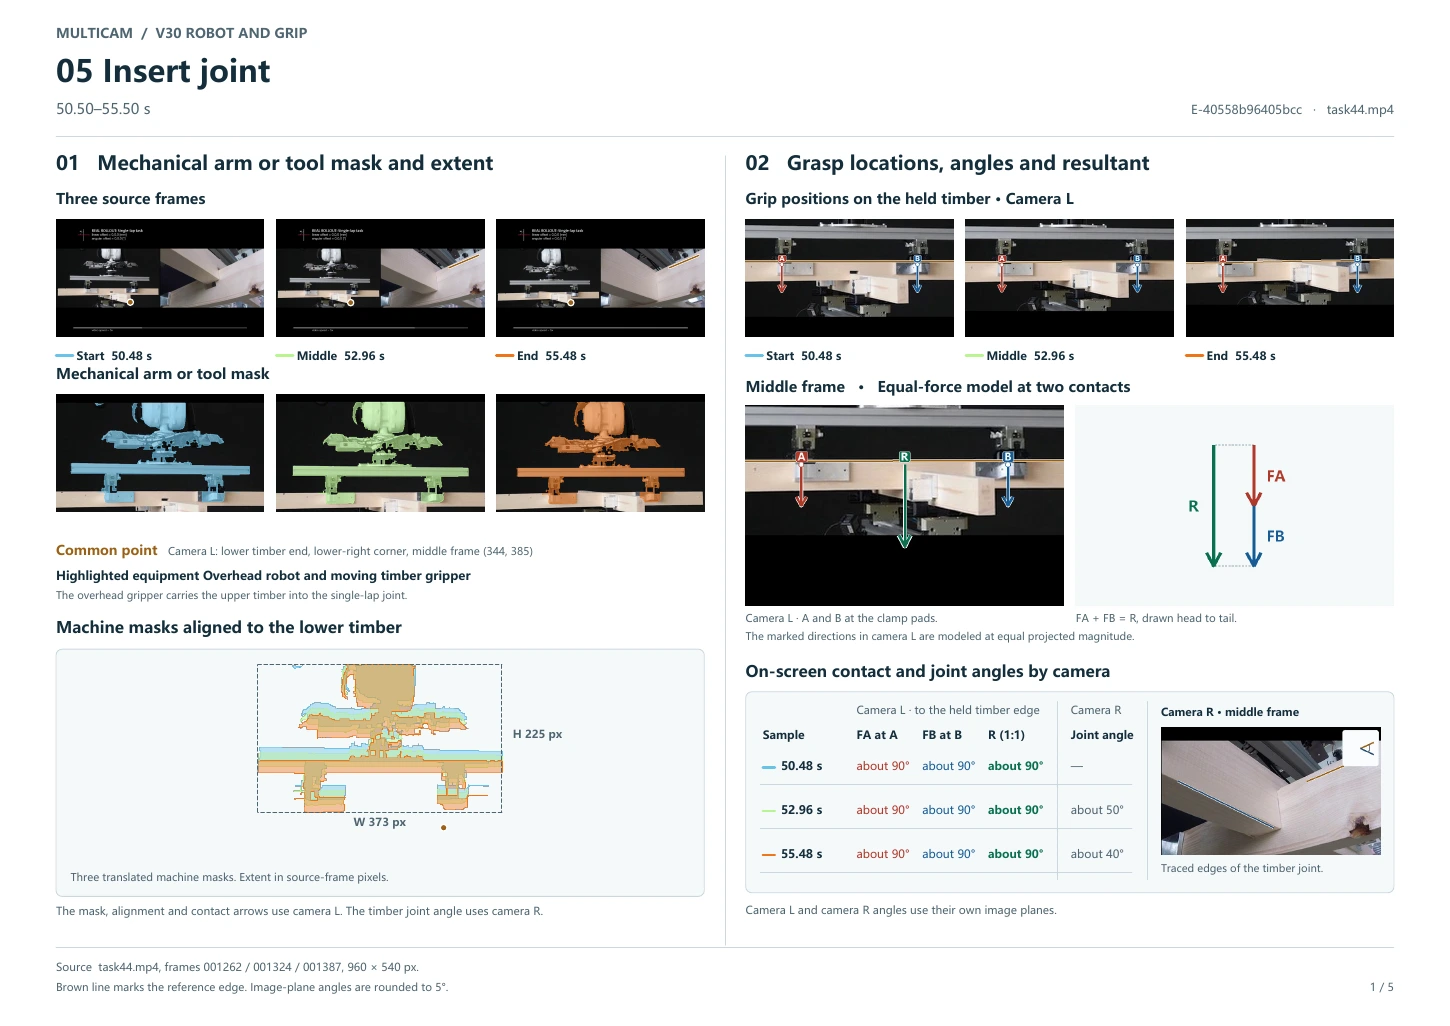 MULTICAM / V30 ROBOT AND GRIP
05 Insert joint
50.50–55.50 s
E-40558b96405bcc · task44.mp4
01 Mechanical arm or tool mask and extent
Three source frames
Start 50.48 s
Middle 52.96 s
End 55.48 s
Mechanical arm or tool mask
Common point Camera L: lower timber end, lower-right corner, middle frame (344, 385)
Highlighted equipment Overhead robot and moving timber gripper
The overhead gripper carries the upper timber into the single-lap joint.
Machine masks aligned to the lower timber
H 225 px
W 373 px
Three translated machine masks. Extent in source-frame pixels.
The mask, alignment and contact arrows use camera L. The timber joint angle uses camera R.
02 Grasp locations, angles and resultant
Grip positions on the held timber • Camera L
A B
A B
A B
Start 50.48 s
Middle 52.96 s
End 55.48 s
Middle frame • Equal-force model at two contacts
A R B
R FA FB
Camera L · A and B at the clamp pads.
FA + FB = R, drawn head to tail.
The marked directions in camera L are modeled at equal projected magnitude.
On-screen contact and joint angles by camera
Camera L · to the held timber edge Camera R
Sample FA at A FB at B R (1:1) Joint angle
50.48 s about 90° about 90° about 90° —
52.96 s about 90° about 90° about 90° about 50°
55.48 s about 90° about 90° about 90° about 40°
Camera R • middle frame
Traced edges of the timber joint.
Camera L and camera R angles use their own image planes.
Source task44.mp4, frames 001262 / 001324 / 001387, 960 × 540 px.
Brown line marks the reference edge. Image-plane angles are rounded to 5°.
1 / 5